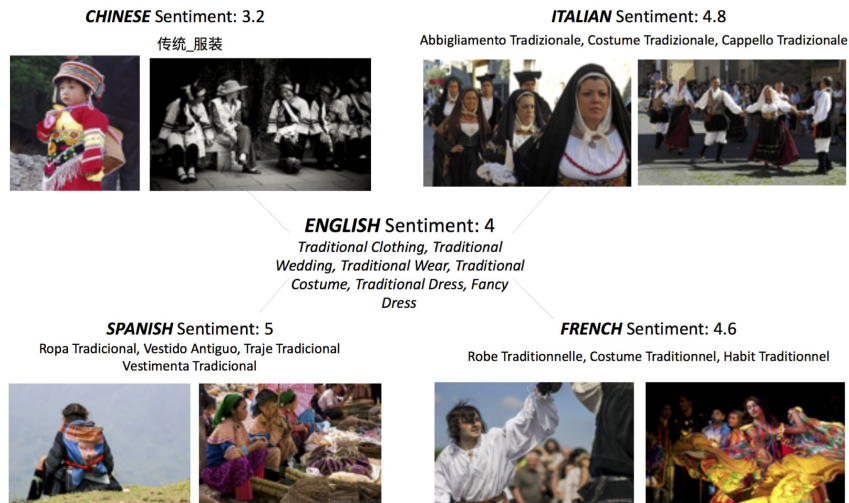 CHINESE Sentiment: 3.2
传统_服装
ITALIAN Sentiment: 4.8
Abbigliamento Tradizionale, Costume Tradizionale, Cappello Tradizionale
ENGLISH Sentiment: 4
Traditional Clothing, Traditional
Wedding, Traditional Wear, Traditional
Costume, Traditional Dress, Fancy
Dress
SPANISH Sentiment: 5
Ropa Tradicional, Vestido Antiguo, Traje Tradicional
Vestimenta Tradicional
FRENCH Sentiment: 4.6
Robe Traditionnelle, Costume Traditionnel, Habit Traditionnel